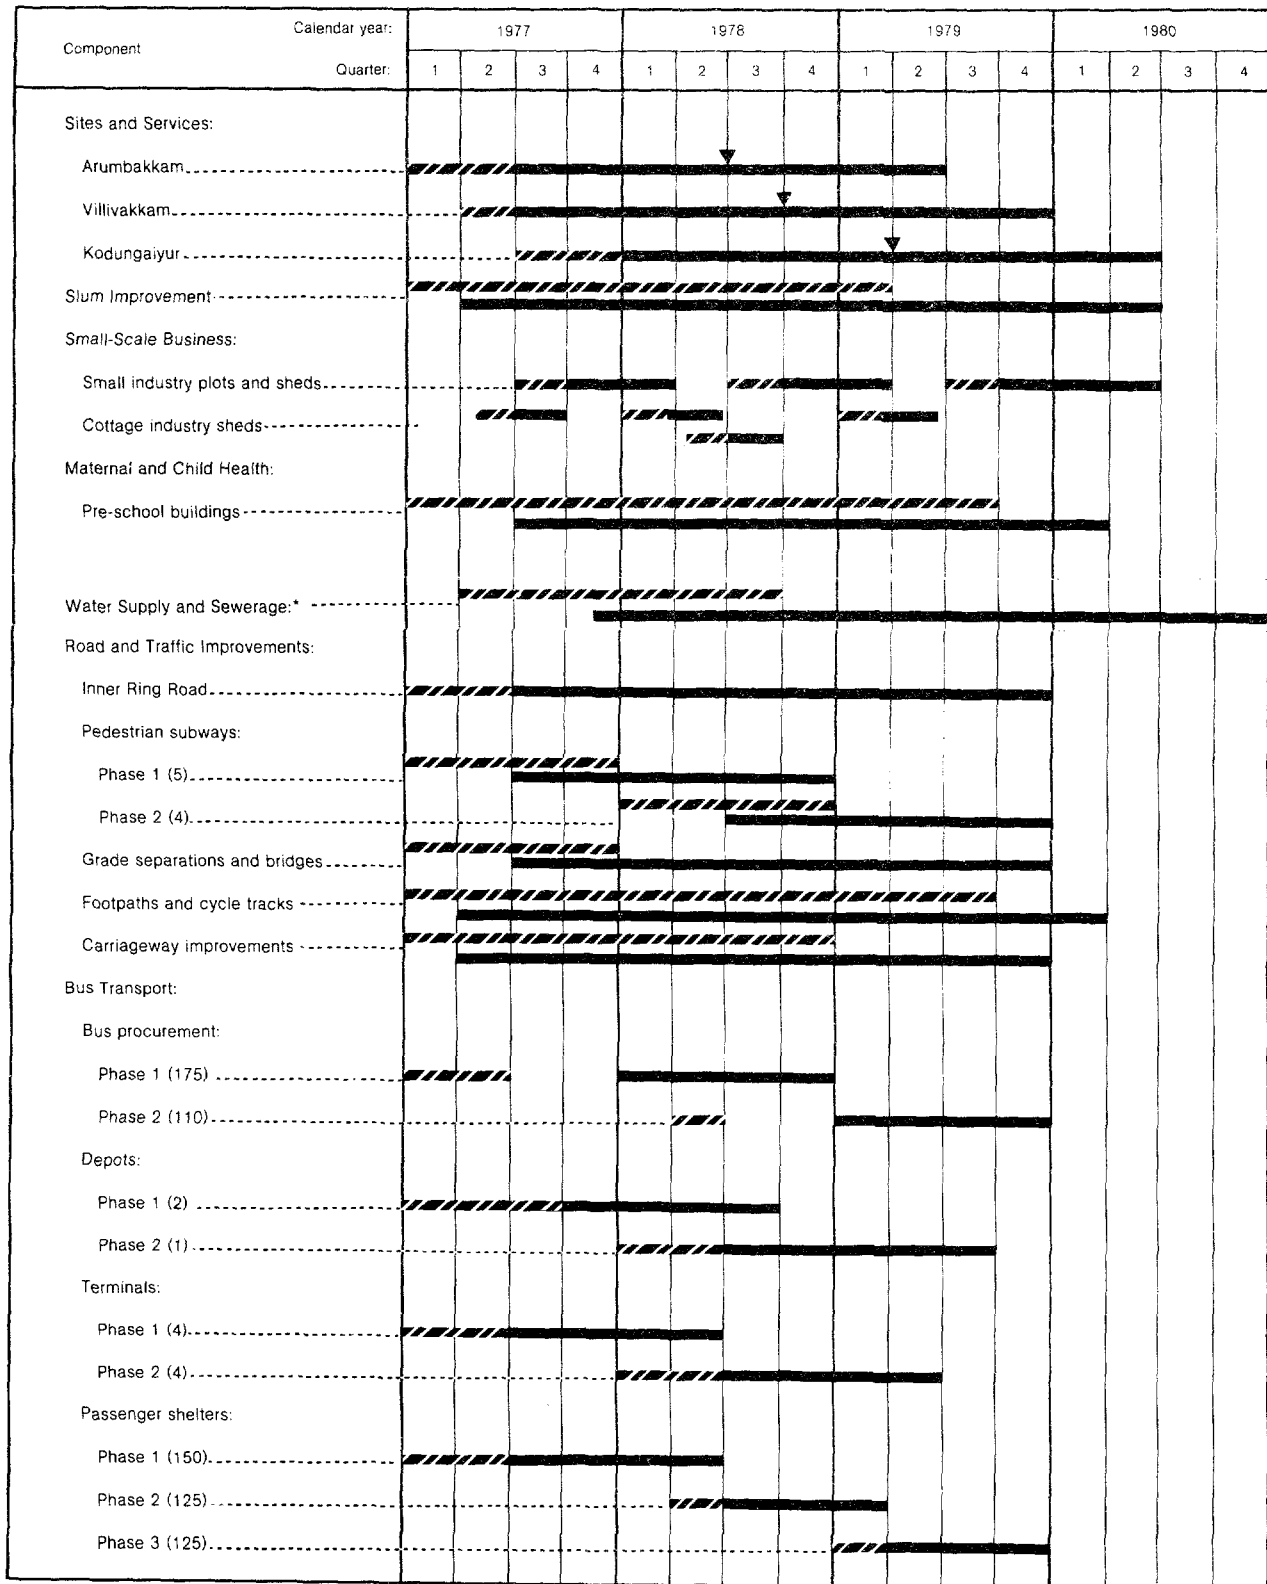 Calendar year: 1977 1978 1979 1980
Component
Quarter: 1 2 3 4 1 2 3 4 1 2 3 4 1 2 3 4
Sites and Services:
Arumbakkam
Villivakkam
Kodungaiyur
Slum Improvement
Small-Scale Business:
Small industry plots and sheds
Cottage industry sheds
Maternal and Child Health:
Pre-school buildings
Water Supply and Sewerage:*
Road and Traffic Improvements:
Inner Ring Road
Pedestrian subways:
Phase 1 (5)
Phase 2 (4)
Grade separations and bridges
Footpaths and cycle tracks
Carriageway improvements
Bus Transport:
Bus procurement:
Phase 1 (175)
Phase 2 (110)
Depots:
Phase 1 (2)
Phase 2 (1)
Terminals:
Phase 1 (4)
Phase 2 (4)
Passenger shelters:
Phase 1 (150)
Phase 2 (125)
Phase 3 (125)